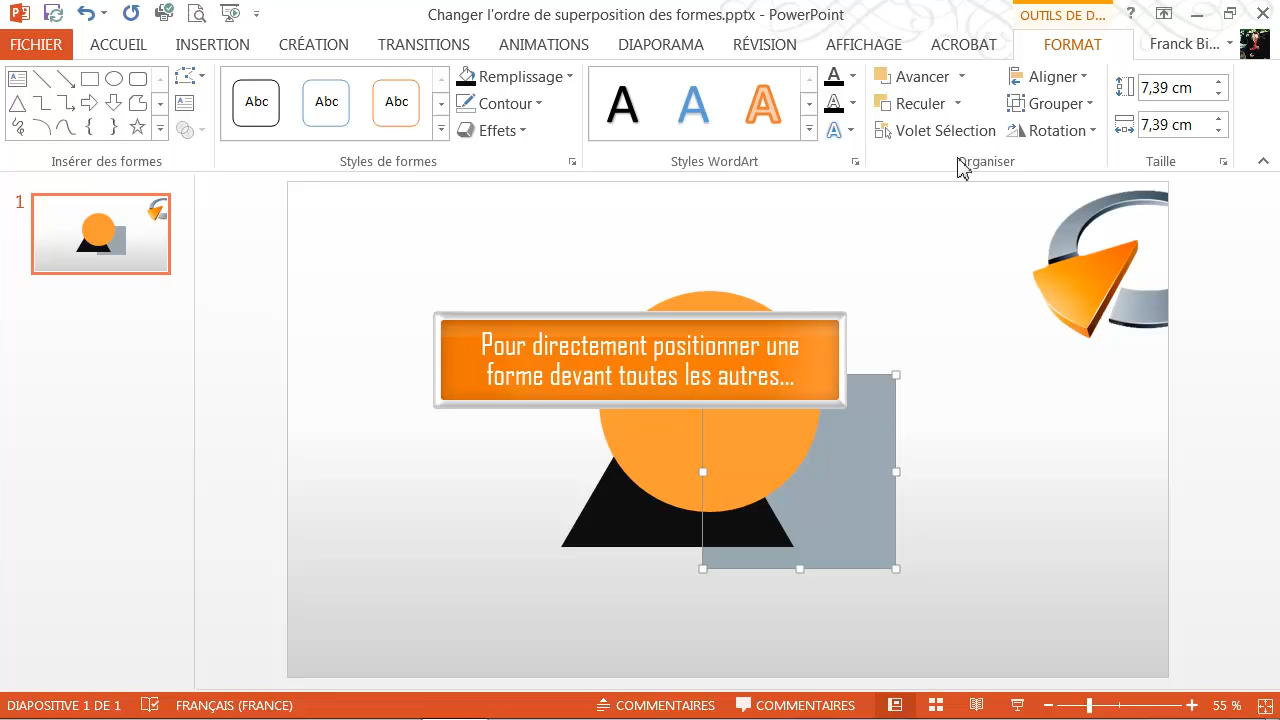 Changer l'ordre de superposition des formes.pptx - PowerPoint
OUTILS DE D...
?
FICHIER ACCUEIL INSERTION CRÉATION TRANSITIONS ANIMATIONS DIAPORAMA RÉVISION AFFICHAGE ACROBAT FORMAT Franck Bi...
Abc Abc Abc
Remplissage
Contour
Effets
A A A
A
A
A
Avancer
Reculer
Volet Sélection
Aligner
Grouper
Rotation
7,39 cm
7,39 cm
Insérer des formes Styles de formes Styles WordArt Organiser Taille
1
Pour directement positionner une
forme devant toutes les autres...
DIAPOSITIVE 1 DE 1 FRANÇAIS (FRANCE) COMMENTAIRES COMMENTAIRES 55 %